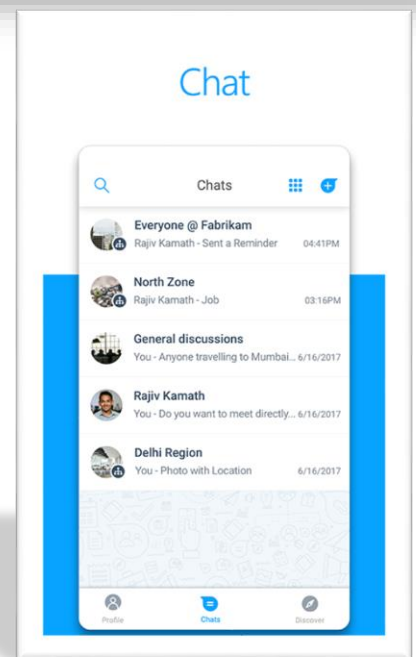 Chat
Chats
Everyone @ Fabrikam
Rajiv Kamath - Sent a Reminder 04:41PM
North Zone
Rajiv Kamath - Job 03:16PM
General discussions
You - Anyone travelling to Mumbai... 6/16/2017
Rajiv Kamath
You - Do you want to meet directly... 6/16/2017
Delhi Region
You - Photo with Location 6/16/2017
Profile Chats Discover